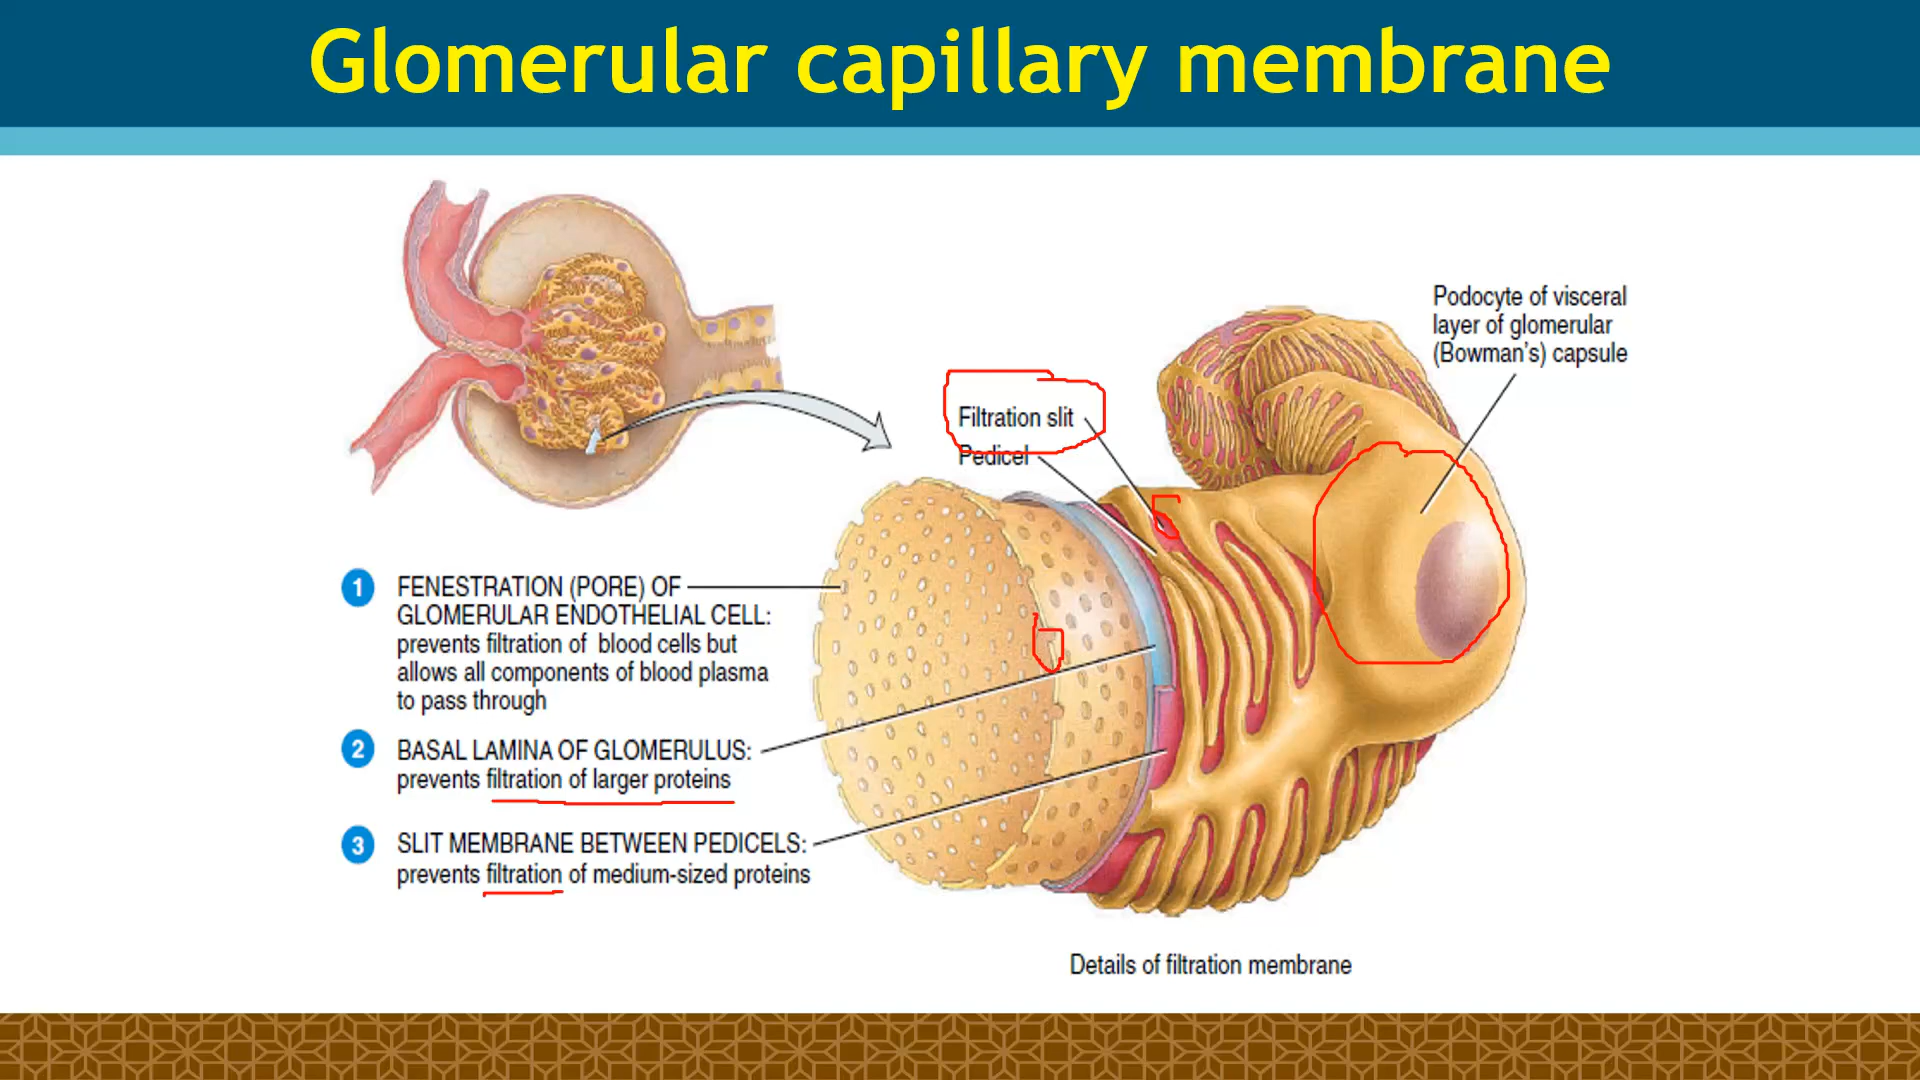 Glomerular capillary membrane
Podocyte of visceral
layer of glomerular
(Bowman's) capsule
Filtration slit
Pedicel
1 FENESTRATION (PORE) OF
GLOMERULAR ENDOTHELIAL CELL:
prevents filtration of blood cells but
allows all components of blood plasma
to pass through
2 BASAL LAMINA OF GLOMERULUS:
prevents filtration of larger proteins
3 SLIT MEMBRANE BETWEEN PEDICELS:
prevents filtration of medium-sized proteins
Details of filtration membrane